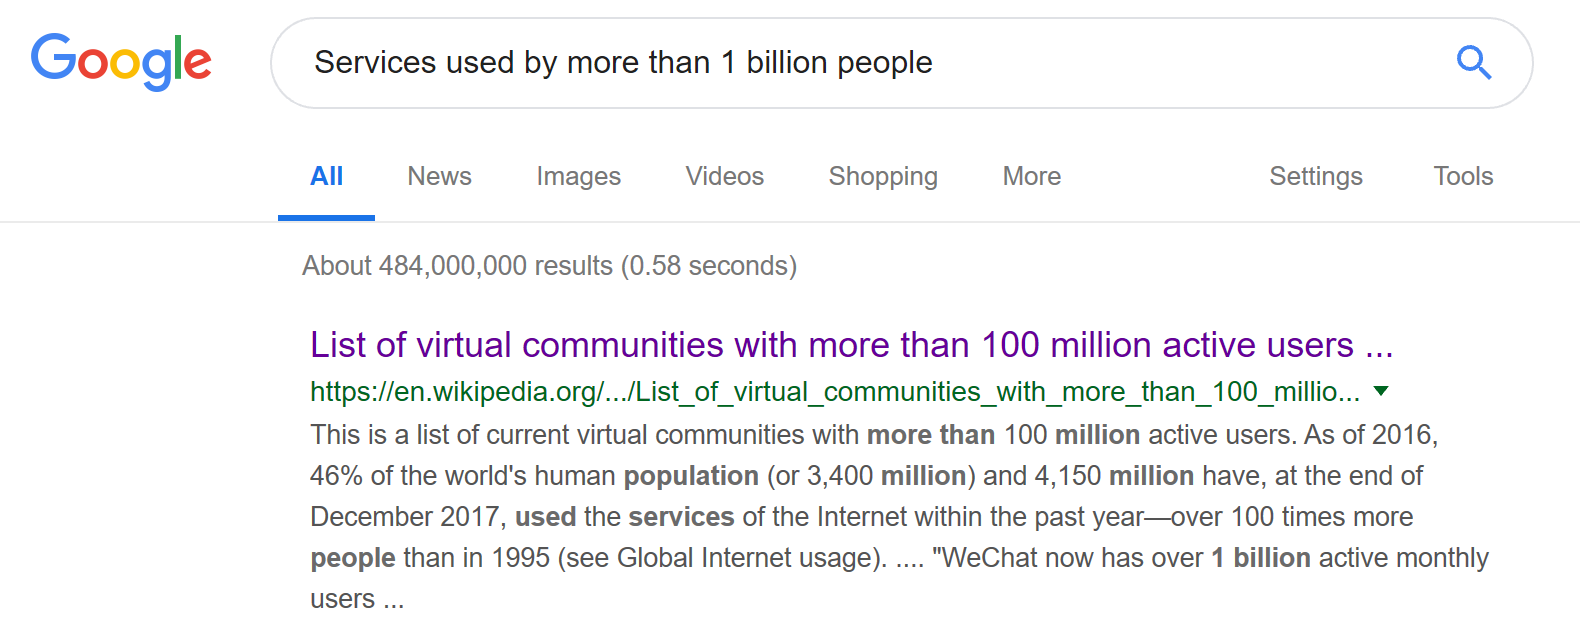 Google
Services used by more than 1 billion people
All News Images Videos Shopping More Settings Tools
About 484,000,000 results (0.58 seconds)
List of virtual communities with more than 100 million active users ...
https://en.wikipedia.org/.../List_of_virtual_communities_with_more_than_100_millio...
This is a list of current virtual communities with more than 100 million active users. As of 2016,
46% of the world's human population (or 3,400 million) and 4,150 million have, at the end of
December 2017, used the services of the Internet within the past year—over 100 times more
people than in 1995 (see Global Internet usage). .... "WeChat now has over 1 billion active monthly
users ...